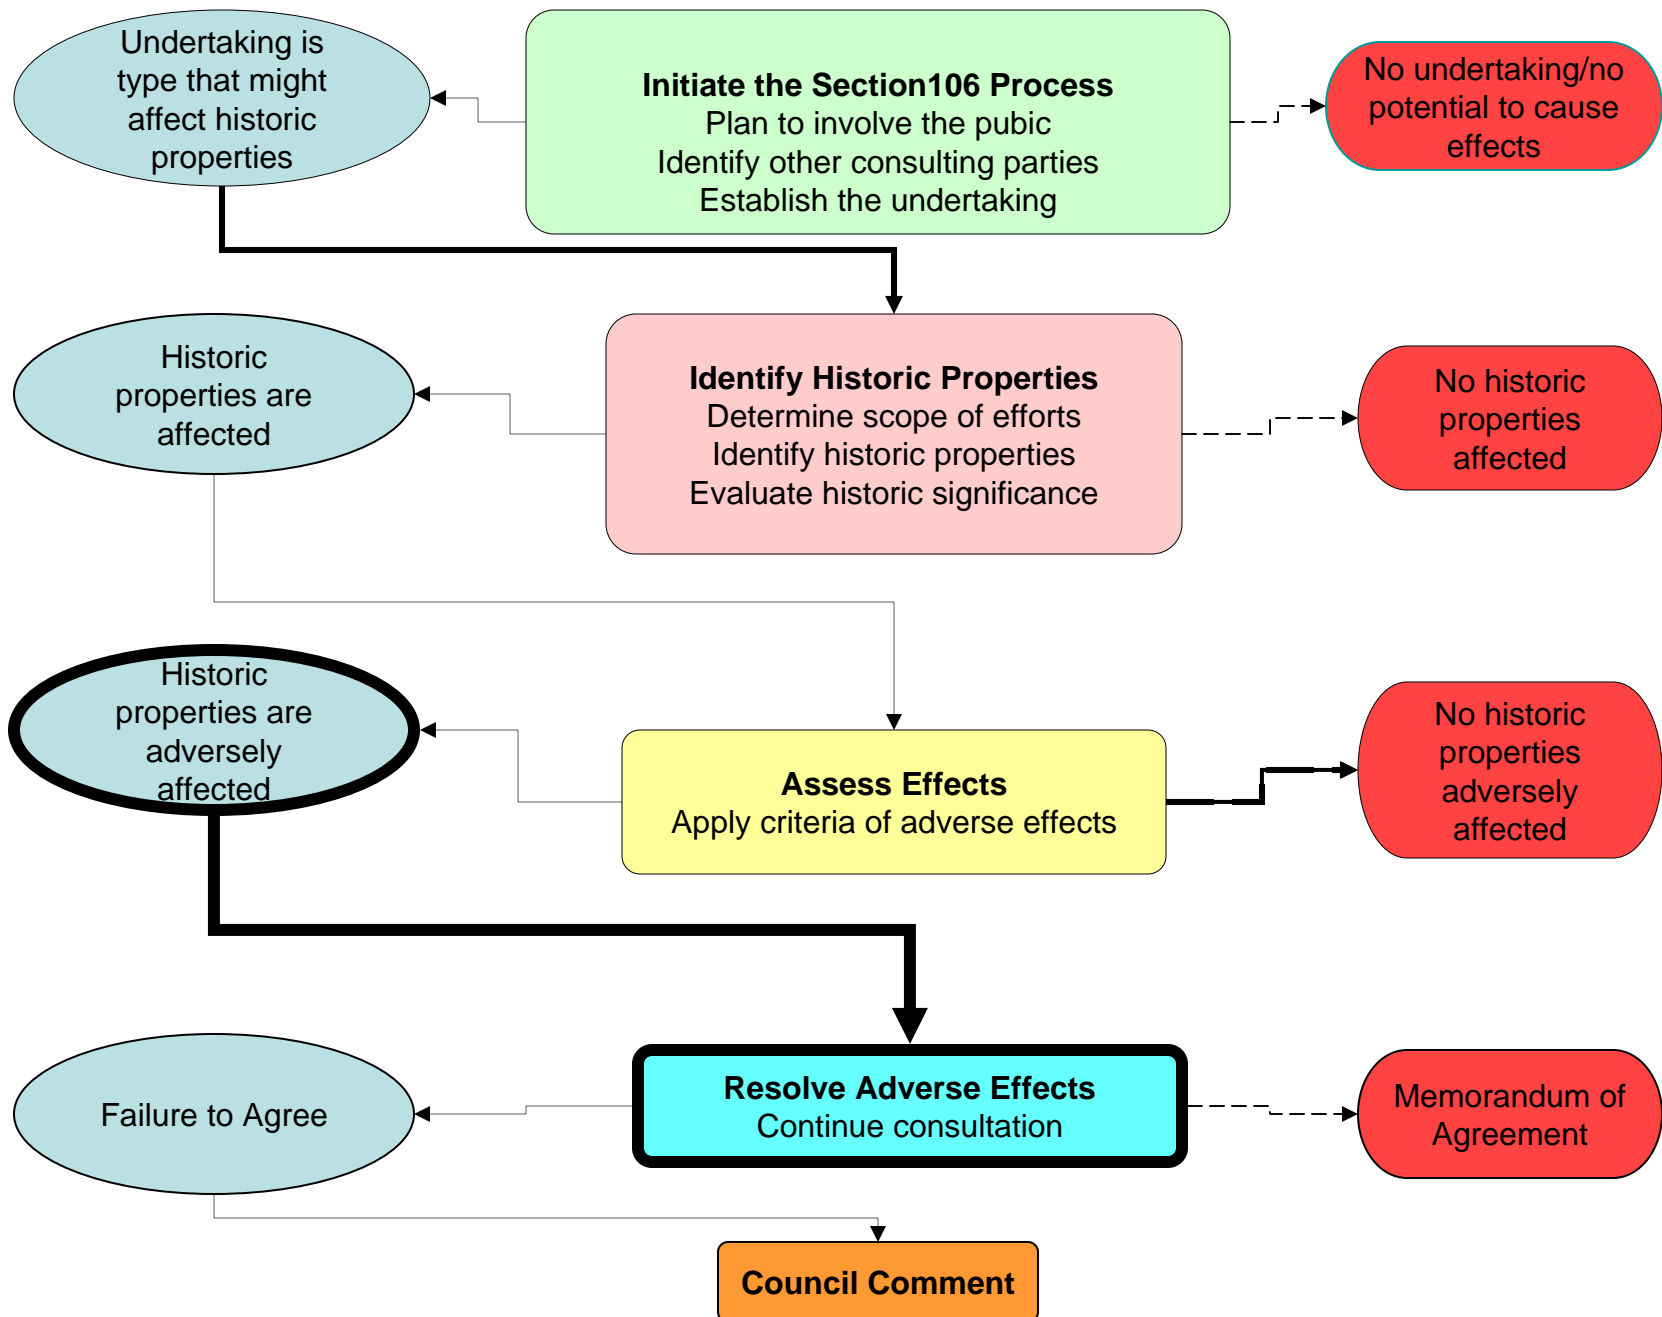 Undertaking is
type that might
affect historic
properties
Initiate the Section106 Process
Plan to involve the pubic
Identify other consulting parties
Establish the undertaking
No undertaking/no
potential to cause
effects
Historic
properties are
affected
Identify Historic Properties
Determine scope of efforts
Identify historic properties
Evaluate historic significance
No historic
properties
affected
Historic
properties are
adversely
affected
Assess Effects
Apply criteria of adverse effects
No historic
properties
adversely
affected
Failure to Agree
Resolve Adverse Effects
Continue consultation
Memorandum of
Agreement
Council Comment